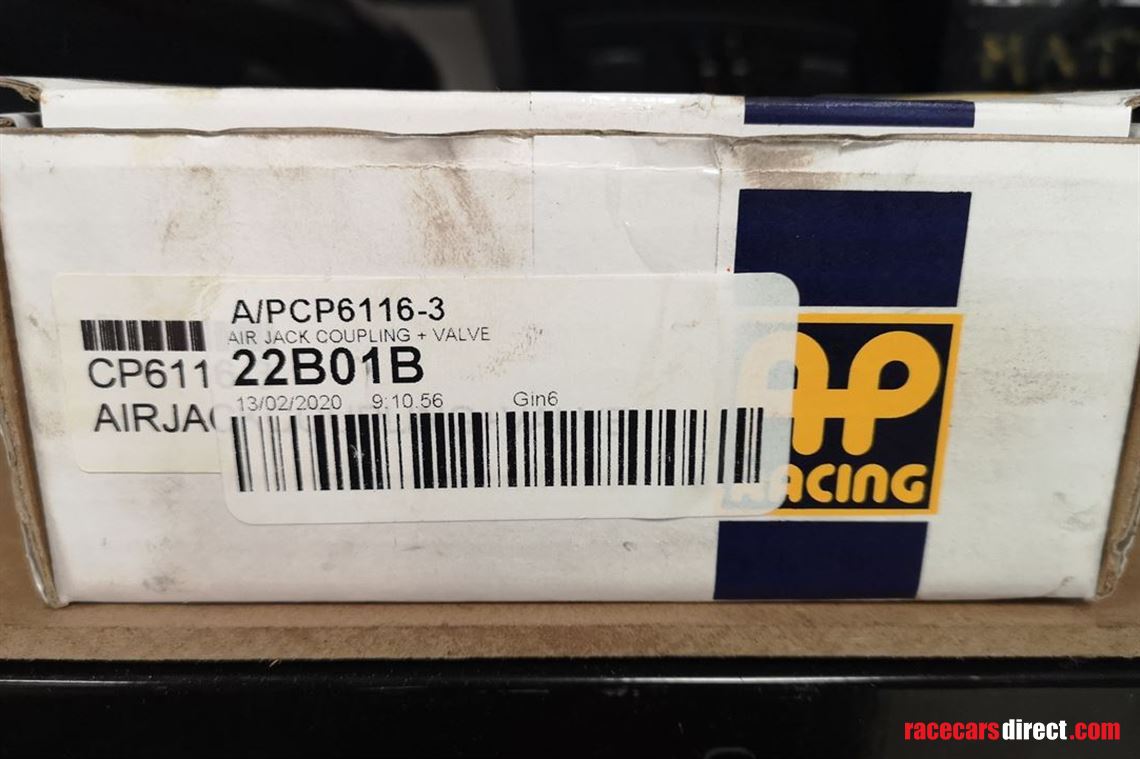 A/PCP6116-3
AIR JACK COUPLING + VALVE
22B01B
13/02/2020 9:10.56 Gin6
CP611
AIRJAC
AP
RACING
racecarsdirect.com